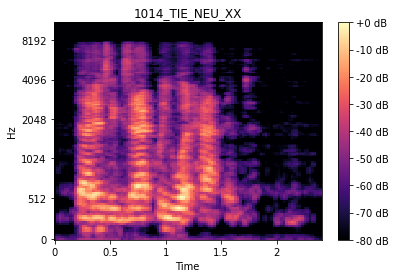 1014_TIE_NEU_XX
Hz
8192
4096
2048
1024
512
0
0
0.5
1
1.5
2
Time
+0 dB
-10 dB
-20 dB
-30 dB
-40 dB
-50 dB
-60 dB
-70 dB
-80 dB